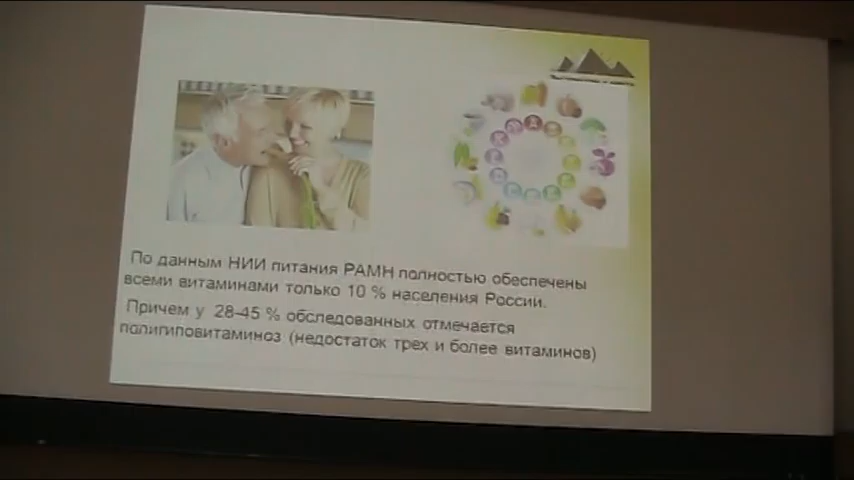 По данным НИИ питания РАМН полностью обеспечены
всеми витаминами только 10 % населения России.
Причем у 28-45 % обследованных отмечается
полигиповитаминоз (недостаток трех и более витаминов)